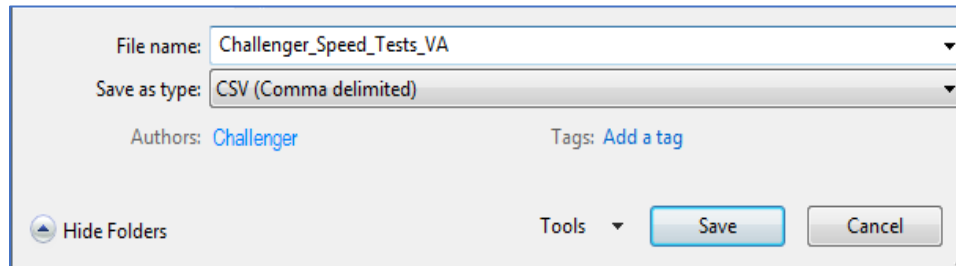 File name: Challenger_Speed_Tests_VA
Save as type: CSV (Comma delimited)
Authors: Challenger Tags: Add a tag
Hide Folders Tools Save Cancel